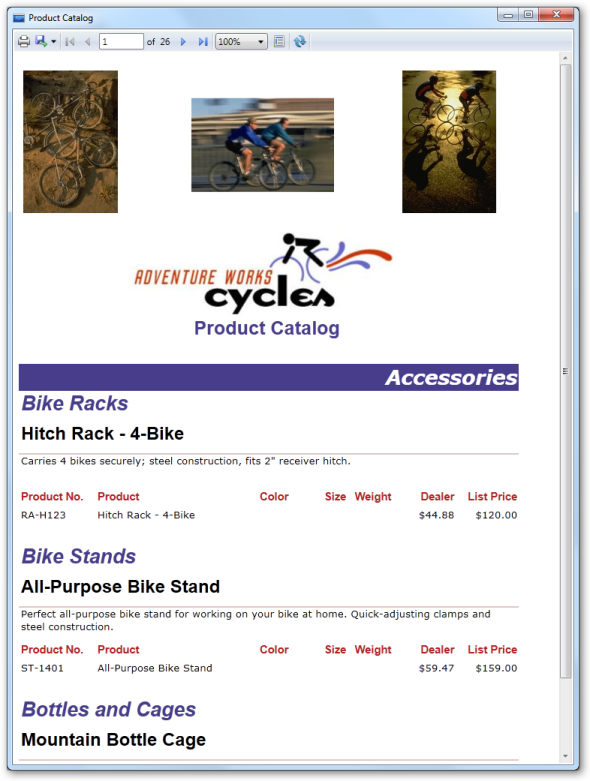 Product Catalog
1 of 26 100%
ADVENTURE WORKS
cycles
Product Catalog
Accessories
Bike Racks
Hitch Rack - 4-Bike
Carries 4 bikes securely; steel construction, fits 2" receiver hitch.
Product No. Product Color Size Weight Dealer List Price
RA-H123 Hitch Rack - 4-Bike $44.88 $120.00
Bike Stands
All-Purpose Bike Stand
Perfect all-purpose bike stand for working on your bike at home. Quick-adjusting clamps and
steel construction.
Product No. Product Color Size Weight Dealer List Price
ST-1401 All-Purpose Bike Stand $59.47 $159.00
Bottles and Cages
Mountain Bottle Cage